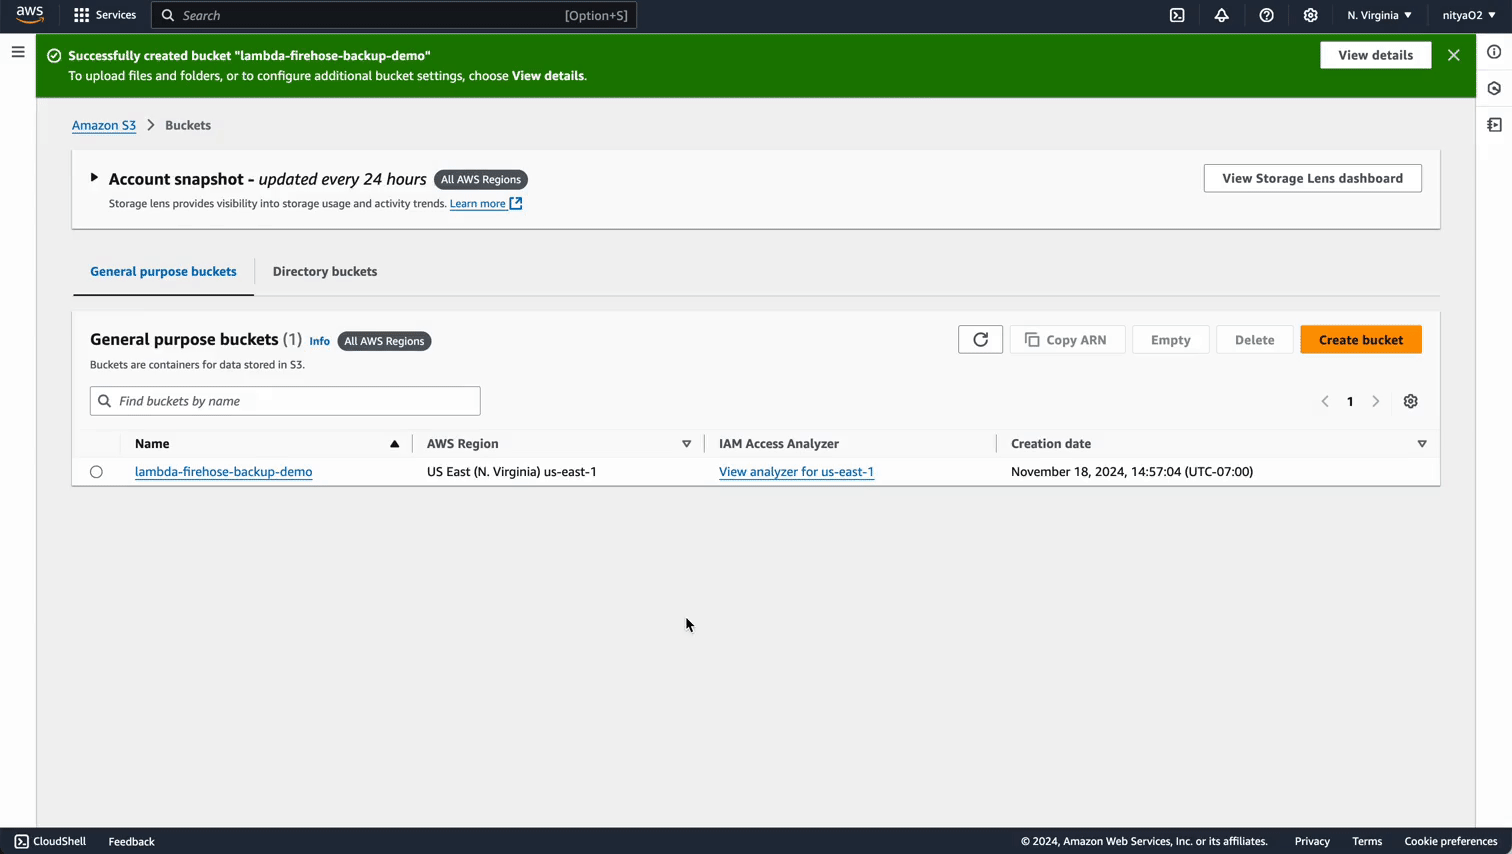 aws Services Search [Option+S] N. Virginia ▼ nityaO2 ▼
Successfully created bucket "lambda-firehose-backup-demo"
To upload files and folders, or to configure additional bucket settings, choose View details.
View details
Amazon S3 > Buckets
Account snapshot - updated every 24 hours All AWS Regions
Storage lens provides visibility into storage usage and activity trends. Learn more
View Storage Lens dashboard
General purpose buckets Directory buckets
General purpose buckets (1) Info All AWS Regions
Buckets are containers for data stored in S3.
Copy ARN Empty Delete Create bucket
Find buckets by name
1
Name AWS Region IAM Access Analyzer Creation date
lambda-firehose-backup-demo US East (N. Virginia) us-east-1 View analyzer for us-east-1 November 18, 2024, 14:57:04 (UTC-07:00)
CloudShell Feedback © 2024, Amazon Web Services, Inc. or its affiliates. Privacy Terms Cookie preferences